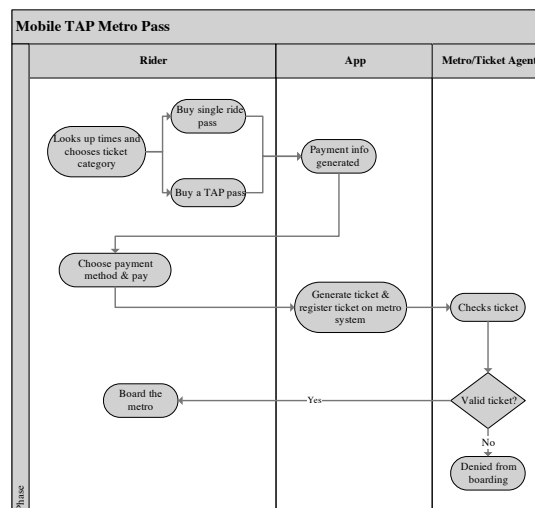 Mobile TAP Metro Pass
Rider
App
Metro/Ticket Agent
Buy single ride
pass
Looks up times and
chooses ticket
category
Payment info
generated
Buy a TAP pass
Choose payment
method & pay
Generate ticket &
register ticket on metro
system
Checks ticket
Board the
metro
Yes
Valid ticket?
No
Denied from
boarding
Phase